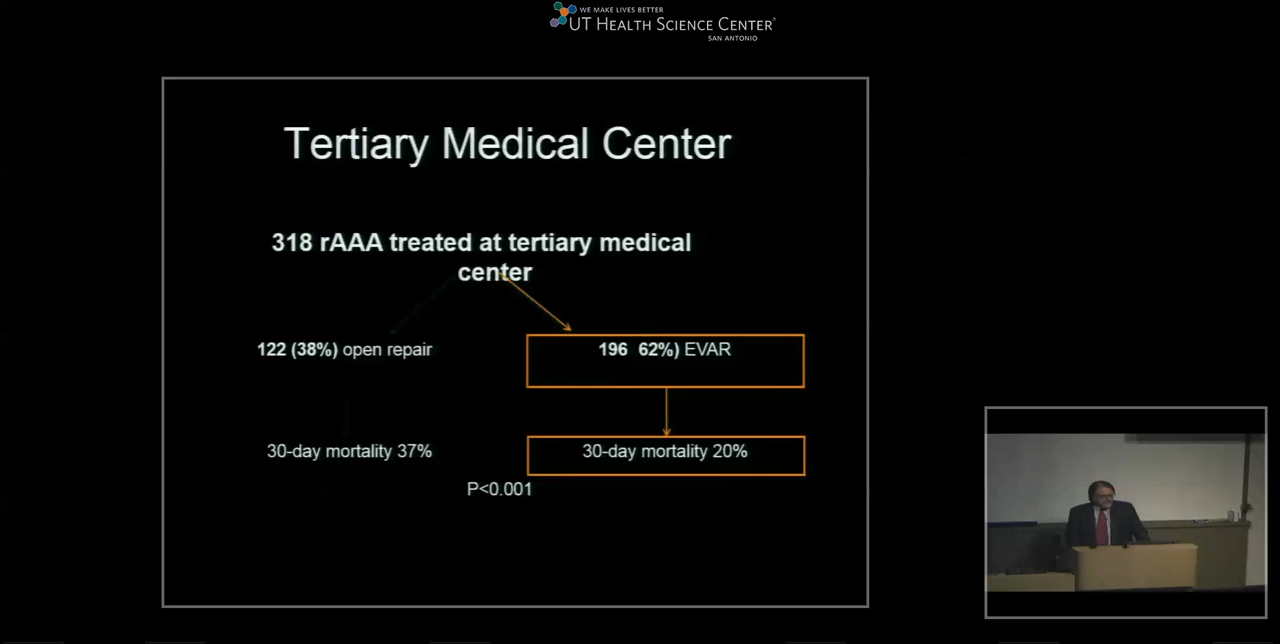 WE MAKE LIVES BETTER
UT HEALTH SCIENCE CENTER®
SAN ANTONIO
Tertiary Medical Center
318 rAAA treated at tertiary medical
center
122 (38%) open repair
196 62%) EVAR
30-day mortality 37%
30-day mortality 20%
P<0.001